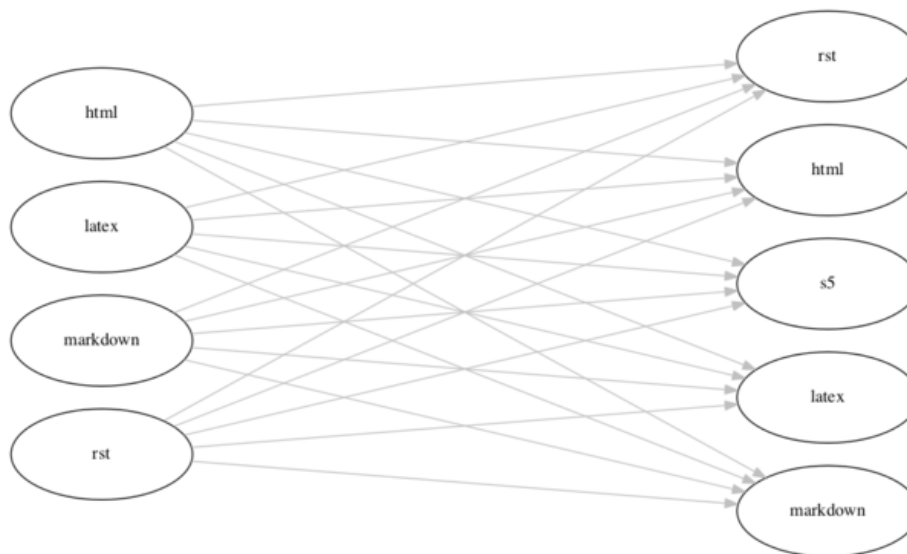 html
latex
markdown
rst
rst
html
s5
latex
markdown